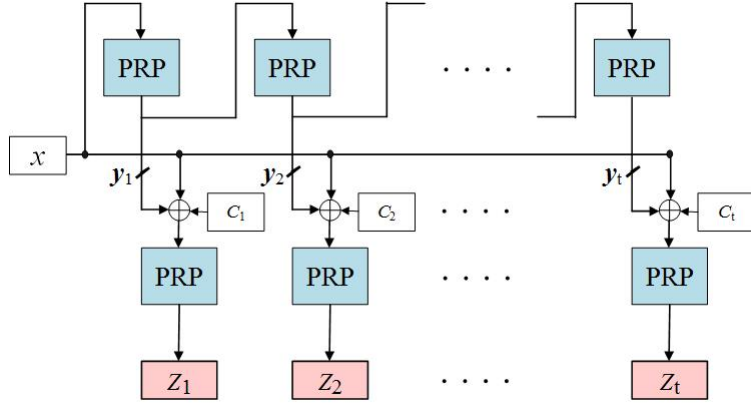 PRP PRP . . . . PRP
x
y1 y2 yt
C1 C2 . . . . Ct
PRP PRP . . . . PRP
Z1 Z2 . . . . Zt